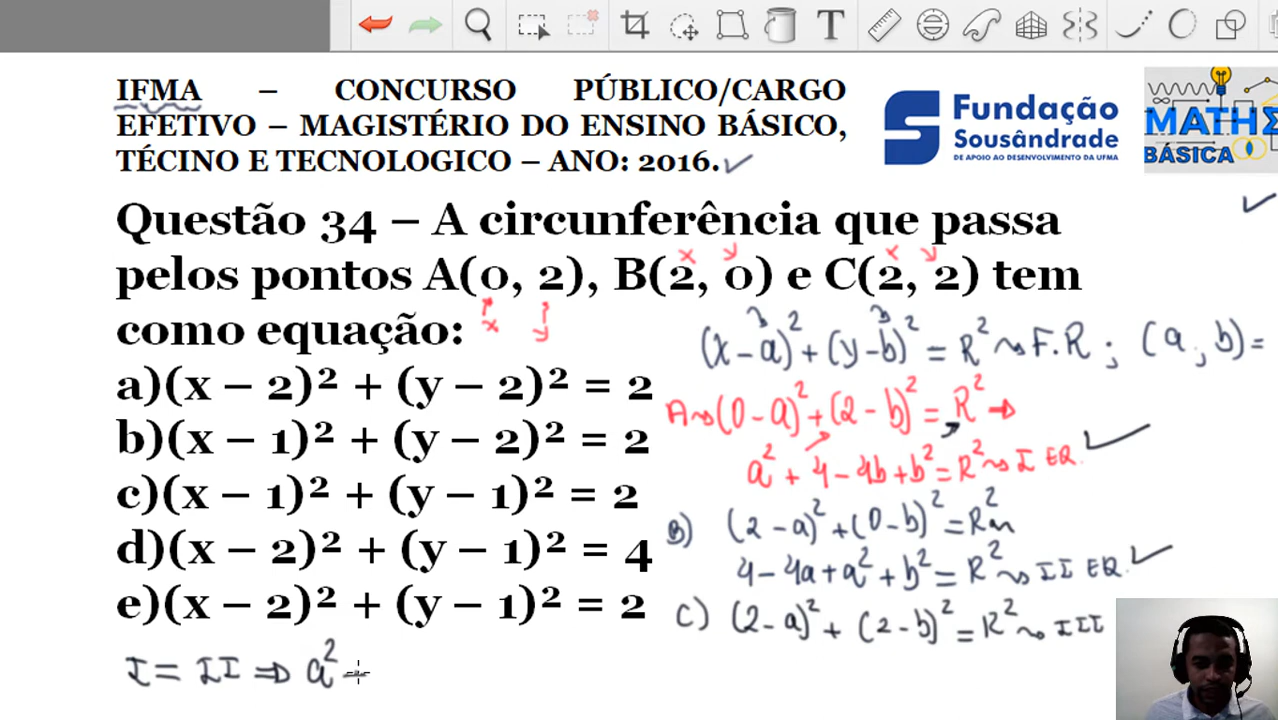 IFMA – CONCURSO PÚBLICO/CARGO
EFETIVO – MAGISTÉRIO DO ENSINO BÁSICO,
TÉCINO E TECNOLOGICO – ANO: 2016.
Fundação
Sousândrade
DE APOIO AO DESENVOLVIMENTO DA UFMA
MATH
BÁSICA
Questão 34 – A circunferência que passa
pelos pontos A(0, 2), B(2, 0) e C(2, 2) tem
como equação:
x y
x y
a)(x – 2)² + (y – 2)² = 2
b)(x – 1)² + (y – 2)² = 2
c)(x – 1)² + (y – 1)² = 2
d)(x – 2)² + (y – 1)² = 4
e)(x – 2)² + (y – 1)² = 2
(x – a)² + (y – b)² = R² ~> F.R ; (a, b) =
A ~> (0 – a)² + (2 – b)² = R² →
a² + 4 – 4b + b² = R² ~> I EQ.
B) (2 – a)² + (0 – b)² = R²
4 – 4a + a² + b² = R² ~> II EQ.
C) (2 – a)² + (2 – b)² = R² ~> III
I = II ⇒ a² +